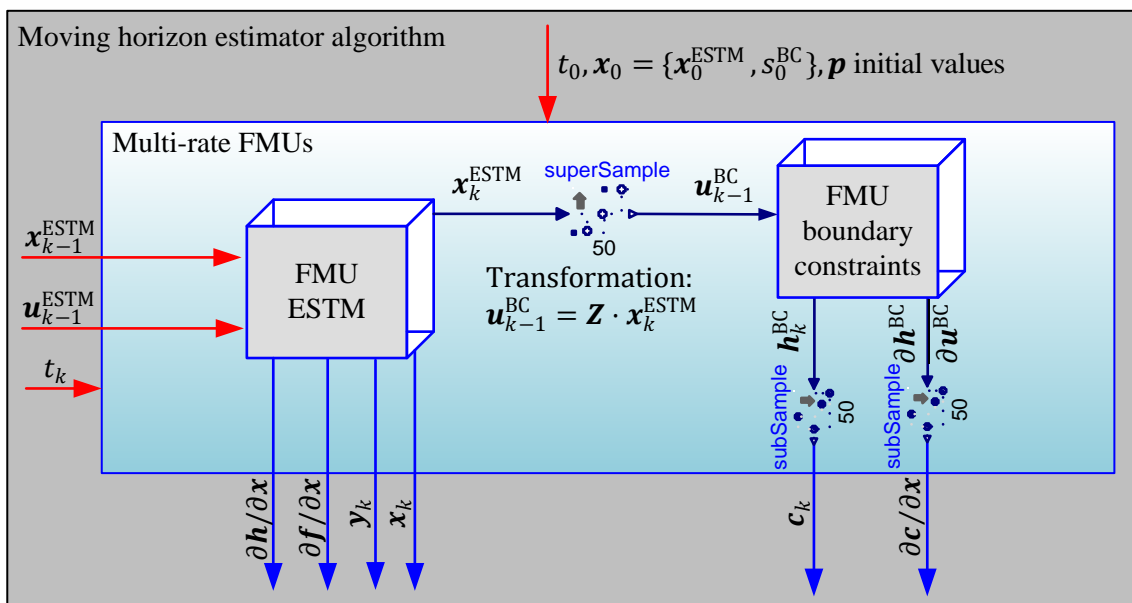 Moving horizon estimator algorithm
t₀, x₀ = {x₀^ESTM, s₀^BC}, p initial values
Multi-rate FMUs
x_{k−1}^ESTM
u_{k−1}^ESTM
t_k
FMU
ESTM
x_k^ESTM
superSample
50
u_{k−1}^BC
Transformation:
u_{k−1}^BC = Z · x_k^ESTM
FMU
boundary
constraints
h_k^BC
∂h^BC
∂u^BC
subSample
50
subSample
50
∂h/∂x
∂f/∂x
y_k
x_k
c_k
∂c/∂x